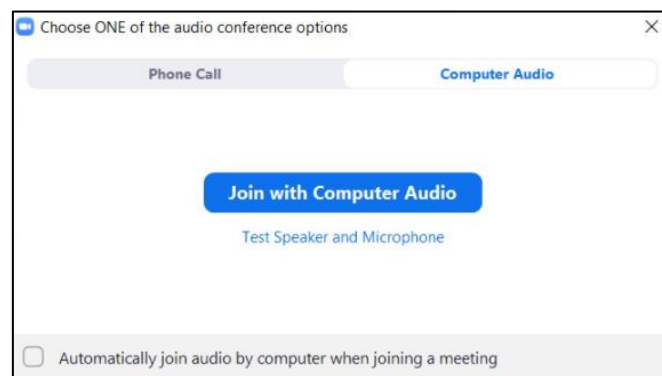 Choose ONE of the audio conference options
Phone Call
Computer Audio
Join with Computer Audio
Test Speaker and Microphone
Automatically join audio by computer when joining a meeting